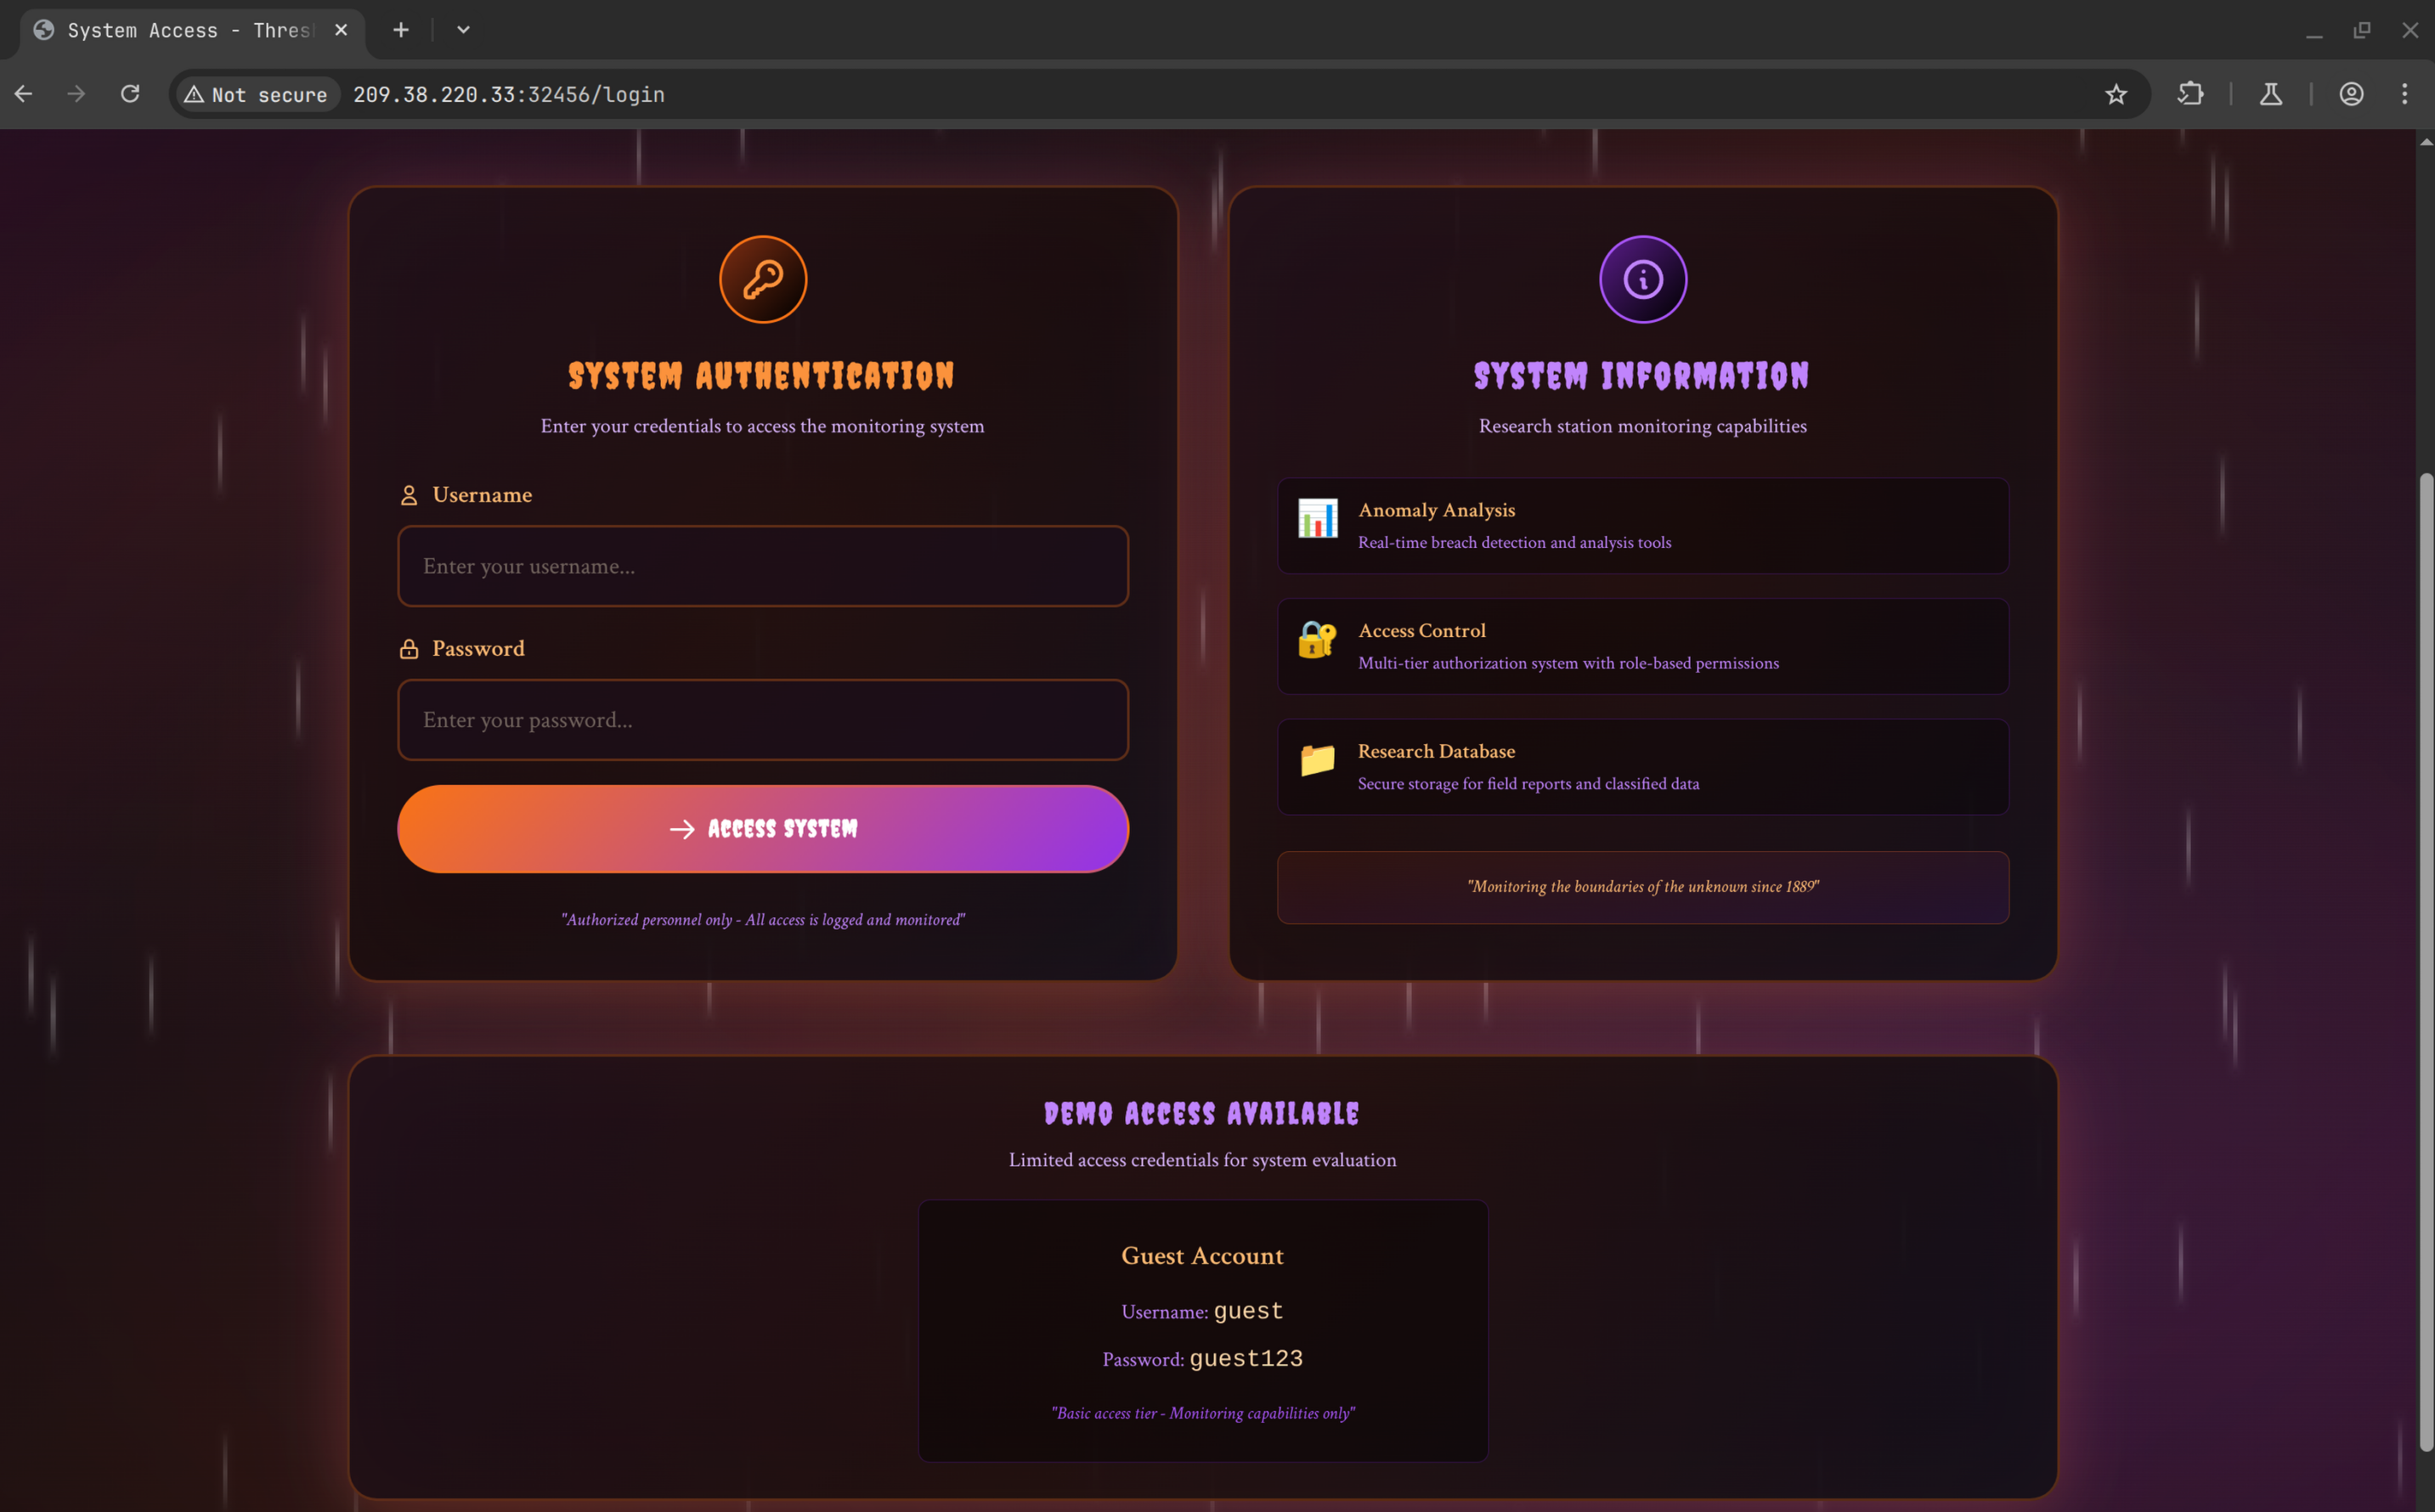 System Access - Thres
Not secure
209.38.220.33:32456/login
SYSTEM AUTHENTICATION
Enter your credentials to access the monitoring system
Username
Enter your username...
Password
Enter your password...
ACCESS SYSTEM
"Authorized personnel only - All access is logged and monitored"
SYSTEM INFORMATION
Research station monitoring capabilities
Anomaly Analysis
Real-time breach detection and analysis tools
Access Control
Multi-tier authorization system with role-based permissions
Research Database
Secure storage for field reports and classified data
"Monitoring the boundaries of the unknown since 1889"
DEMO ACCESS AVAILABLE
Limited access credentials for system evaluation
Guest Account
Username: guest
Password: guest123
"Basic access tier - Monitoring capabilities only"